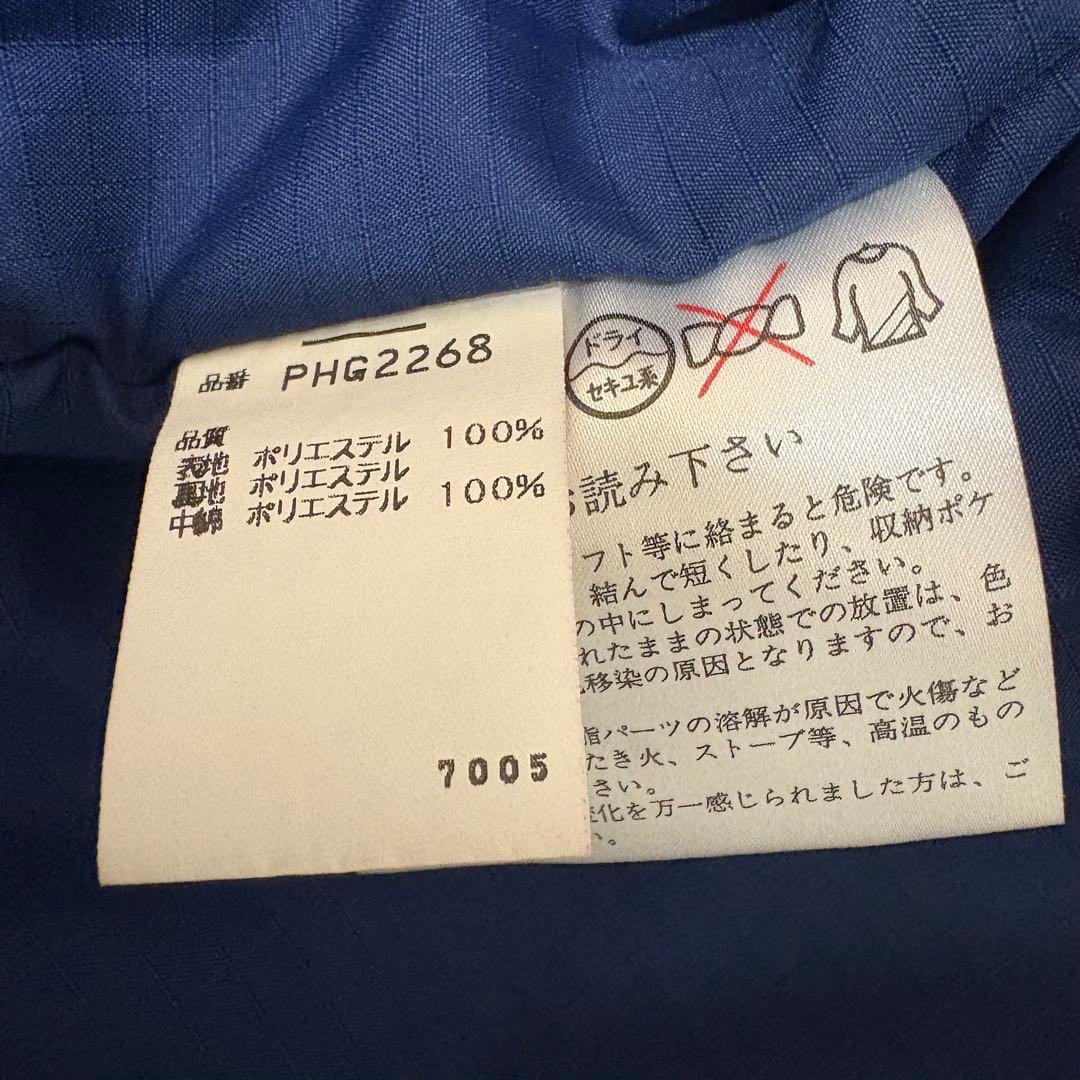 品番 PHG2268
品質
表地 ポリエステル 100%
裏地 ポリエステル
中綿 ポリエステル 100%
7005
ドライ
セキユ系
読み下さい
フト等に絡まると危険です。
結んで短くしたり、収納ポケ
の中にしまってください。
れたままの状態での放置は、色
移染の原因となりますので、お
脂パーツの溶解が原因で火傷など
たき火、ストーブ等、高温のもの
さい。
化を万一感じられました方は、ご
い。